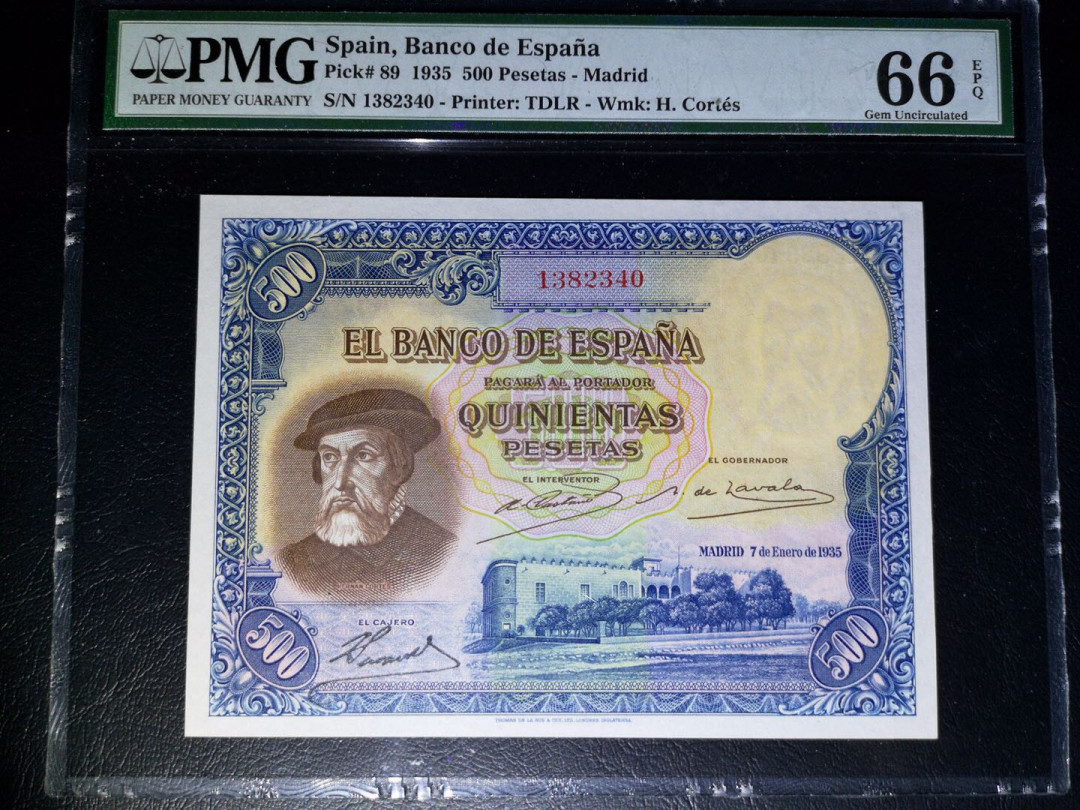 PMG
PAPER MONEY GUARANTY
Spain, Banco de España
Pick# 89 1935 500 Pesetas - Madrid
S/N 1382340 - Printer: TDLR - Wmk: H. Cortés
66
EPQ
Gem Uncirculated
500
1382340
EL BANCO DE ESPAÑA
PAGARÁ AL PORTADOR
QUINIENTAS
PESETAS
EL INTERVENTOR
EL GOBERNADOR
de Zavala
MADRID 7 de Enero de 1935
EL CAJERO
500
500